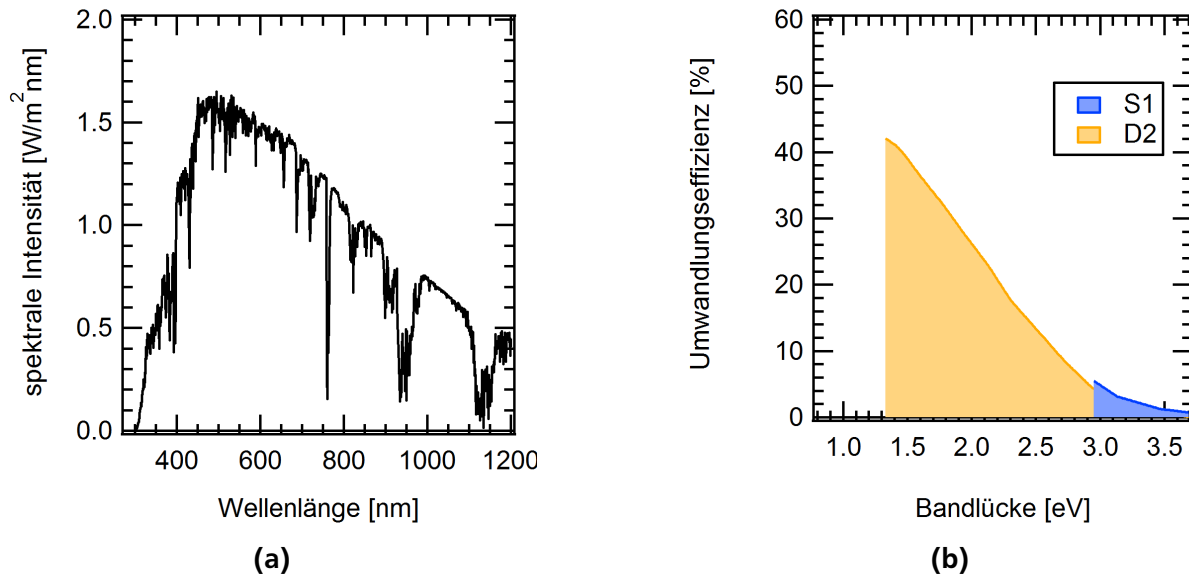 2.0
1.5
1.0
0.5
0.0
spektrale Intensität [W/m² nm]
400 600 800 1000 1200
Wellenlänge [nm]
(a)
60
50
40
30
20
10
0
Umwandlungseffizienz [%]
S1
D2
1.0 1.5 2.0 2.5 3.0 3.5
Bandlücke [eV]
(b)